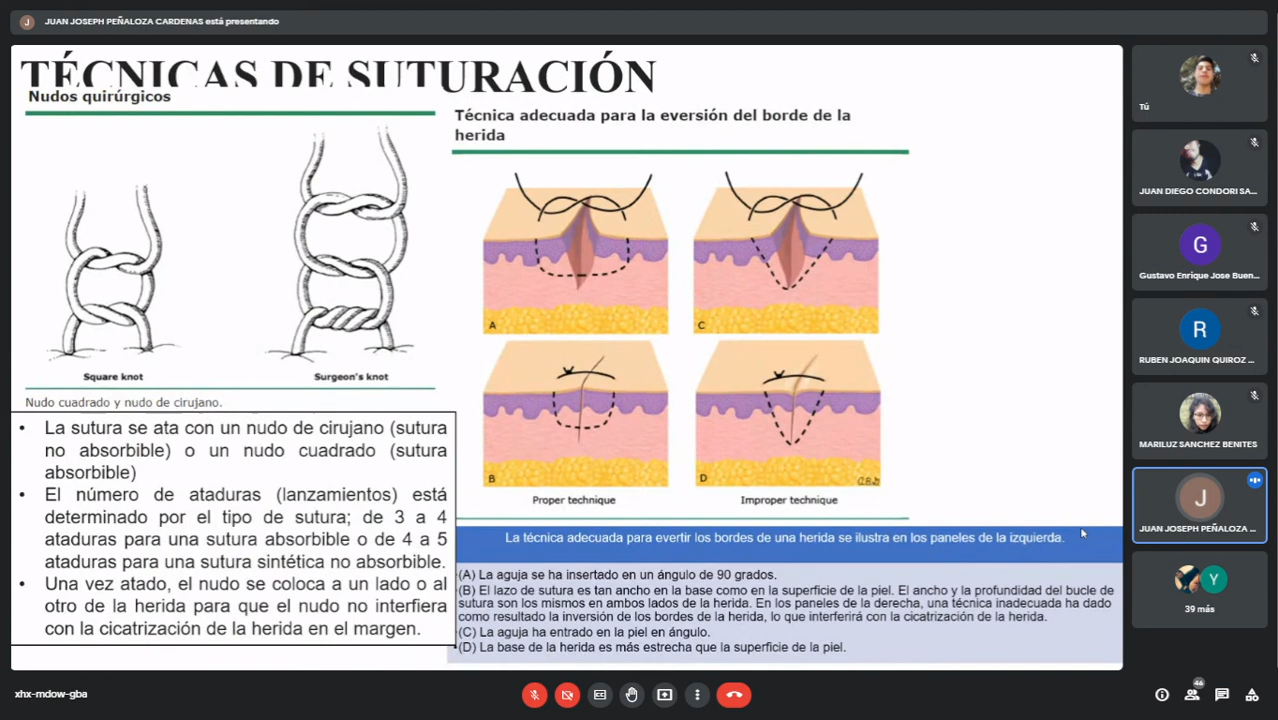 JUAN JOSEPH PEÑALOZA CARDENAS está presentando
TÉCNICAS DE SUTURACIÓN
Nudos quirúrgicos
Square knot
Surgeon's knot
Nudo cuadrado y nudo de cirujano.
• La sutura se ata con un nudo de cirujano (sutura
no absorbible) o un nudo cuadrado (sutura
absorbible)
• El número de ataduras (lanzamientos) está
determinado por el tipo de sutura; de 3 a 4
ataduras para una sutura absorbible o de 4 a 5
ataduras para una sutura sintética no absorbible.
• Una vez atado, el nudo se coloca a un lado o al
otro de la herida para que el nudo no interfiera
con la cicatrización de la herida en el margen.
Técnica adecuada para la eversión del borde de la
herida
A
C
B
D
Proper technique
Improper technique
La técnica adecuada para evertir los bordes de una herida se ilustra en los paneles de la izquierda.
(A) La aguja se ha insertado en un ángulo de 90 grados.
(B) El lazo de sutura es tan ancho en la base como en la superficie de la piel. El ancho y la profundidad del bucle de
sutura son los mismos en ambos lados de la herida. En los paneles de la derecha, una técnica inadecuada ha dado
como resultado la inversión de los bordes de la herida, lo que interferirá con la cicatrización de la herida.
(C) La aguja ha entrado en la piel en ángulo.
(D) La base de la herida es más estrecha que la superficie de la piel.
J
Tú
JUAN DIEGO CONDORI SA...
G
Gustavo Enrique Jose Buen...
R
RUBEN JOAQUIN QUIROZ ...
MARILUZ SANCHEZ BENITES
J
JUAN JOSEPH PEÑALOZA ...
Y
39 más
xhx-mdow-gba
46